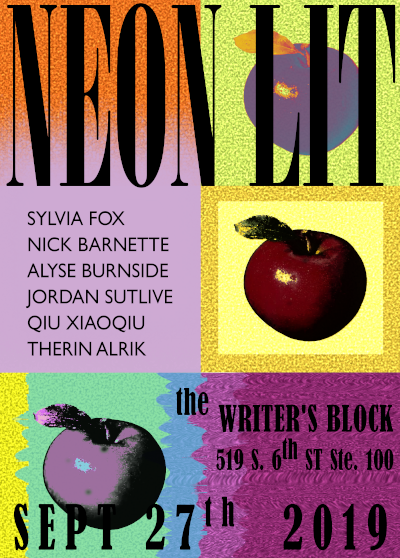 NEON LIT
SYLVIA FOX
NICK BARNETTE
ALYSE BURNSIDE
JORDAN SUTLIVE
QIU XIAOQIU
THERIN ALRIK
the WRITER'S BLOCK
519 S. 6th ST Ste. 100
SEPT 27th 2019